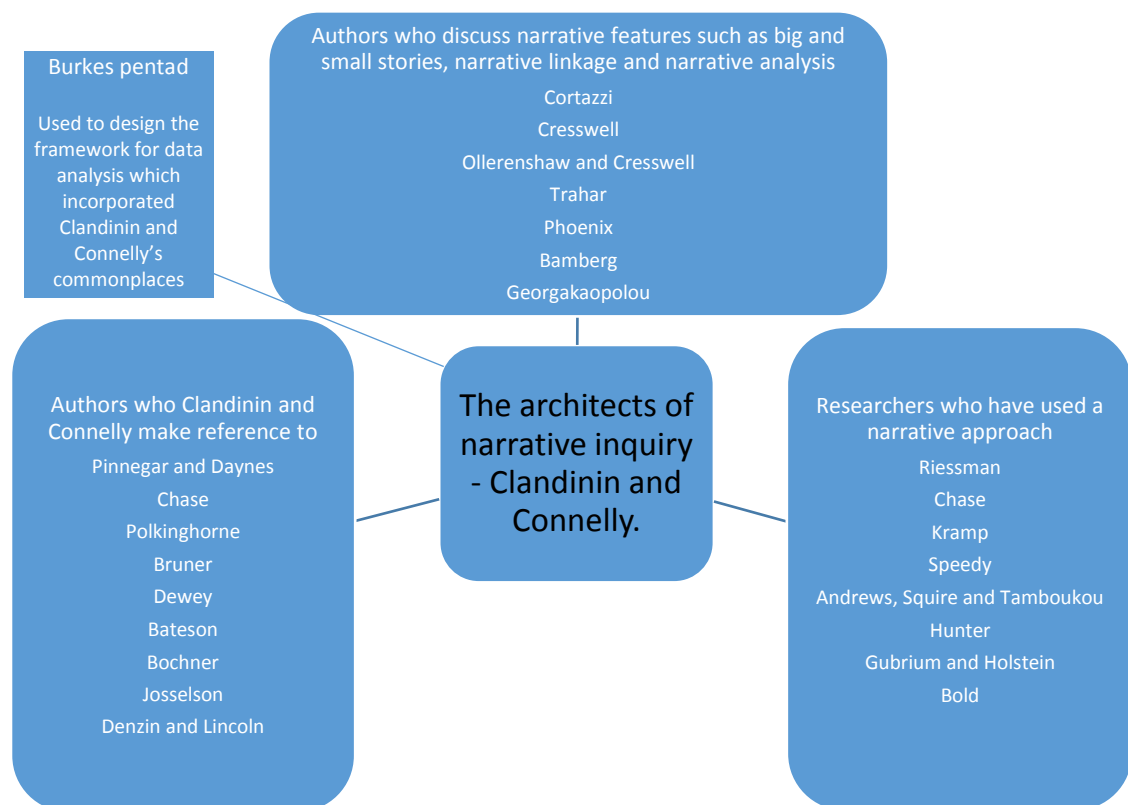 Burkes pentad
Used to design the
framework for data
analysis which
incorporated
Clandinin and
Connelly’s
commonplaces
Authors who discuss narrative features such as big and
small stories, narrative linkage and narrative analysis
Cortazzi
Cresswell
Ollerenshaw and Cresswell
Trahar
Phoenix
Bamberg
Georgakaopolou
The architects of
narrative inquiry
- Clandinin and
Connelly.
Authors who Clandinin and
Connelly make reference to
Pinnegar and Daynes
Chase
Polkinghorne
Bruner
Dewey
Bateson
Bochner
Josselson
Denzin and Lincoln
Researchers who have used a
narrative approach
Riessman
Chase
Kramp
Speedy
Andrews, Squire and Tamboukou
Hunter
Gubrium and Holstein
Bold